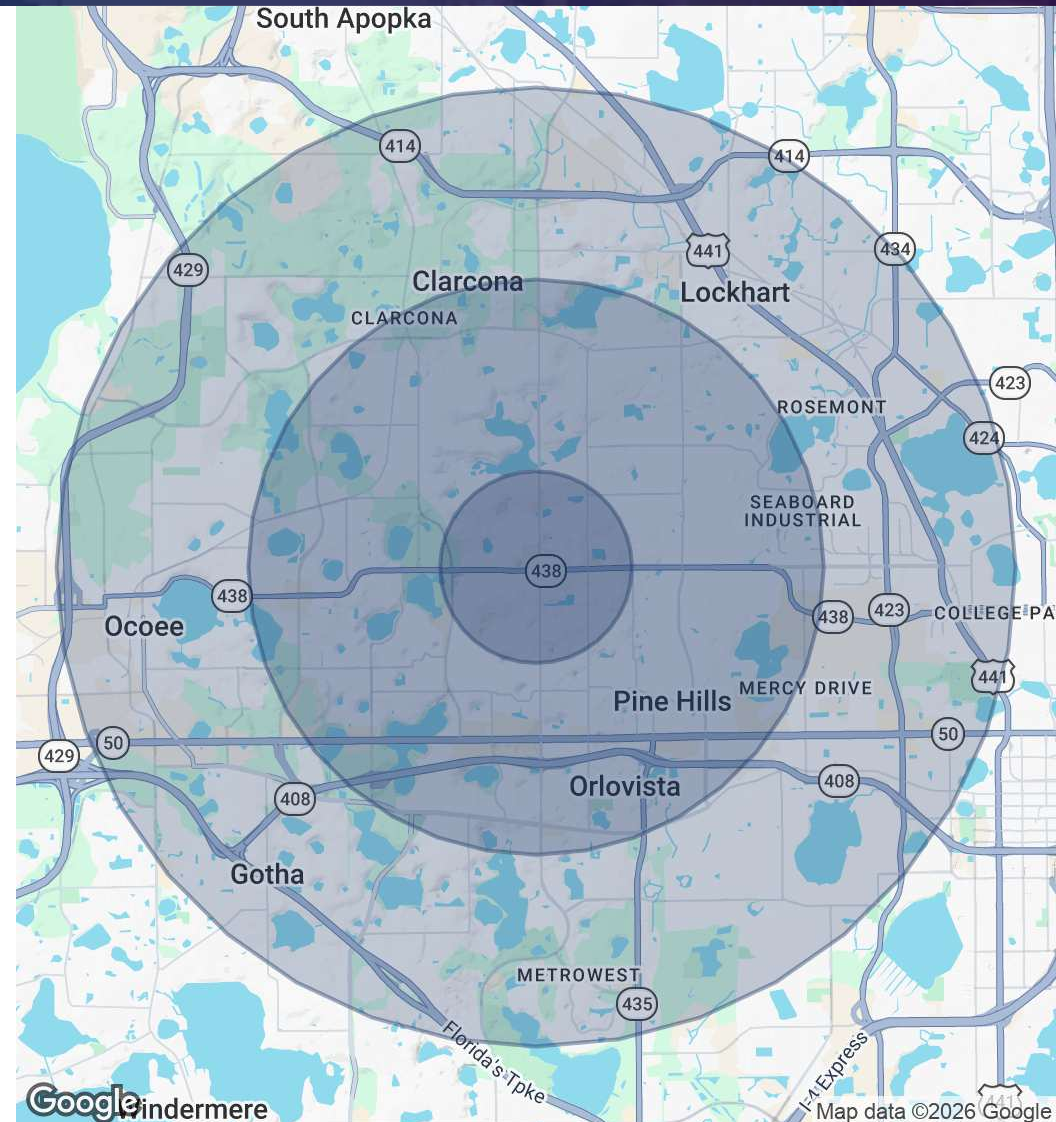 South Apopka
414
414
441
434
429
Clarcona
Lockhart
CLARCONA
423
ROSEMONT
424
SEABOARD
INDUSTRIAL
438
438
438
423
COLLEGE PA
Ocoee
441
MERCY DRIVE
Pine Hills
50
50
429
408
408
Orlovista
Gotha
METROWEST
435
Florida's Tpke
I-4 Express
441
Google
Windermere
Map data ©2026 Google